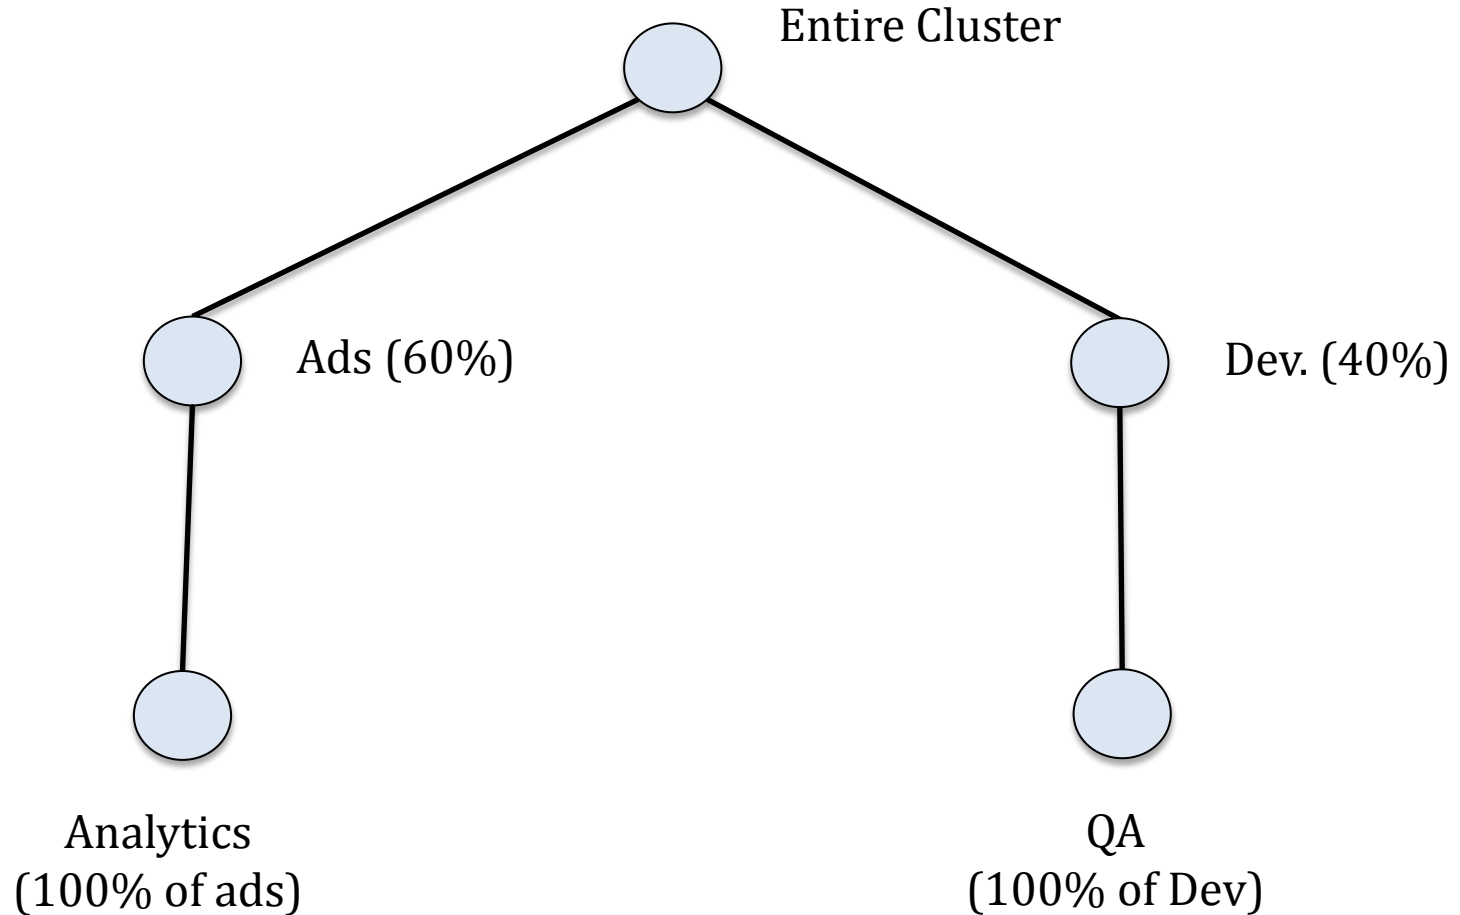 Entire Cluster
Ads (60%)
Dev. (40%)
Analytics
(100% of ads)
QA
(100% of Dev)